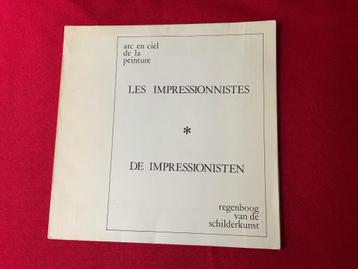 arc en ciel
de la
peinture
LES IMPRESSIONNISTES
*
DE IMPRESSIONISTEN
regenboog
van de
schilderkunst